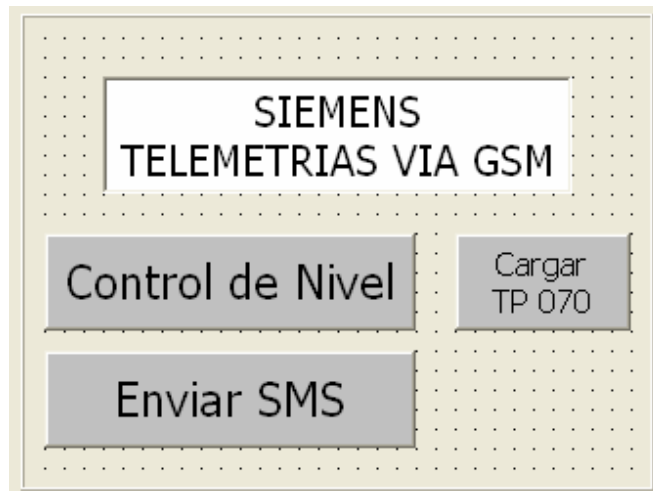 SIEMENS
TELEMETRIAS VIA GSM
Control de Nivel
Cargar
TP 070
Enviar SMS